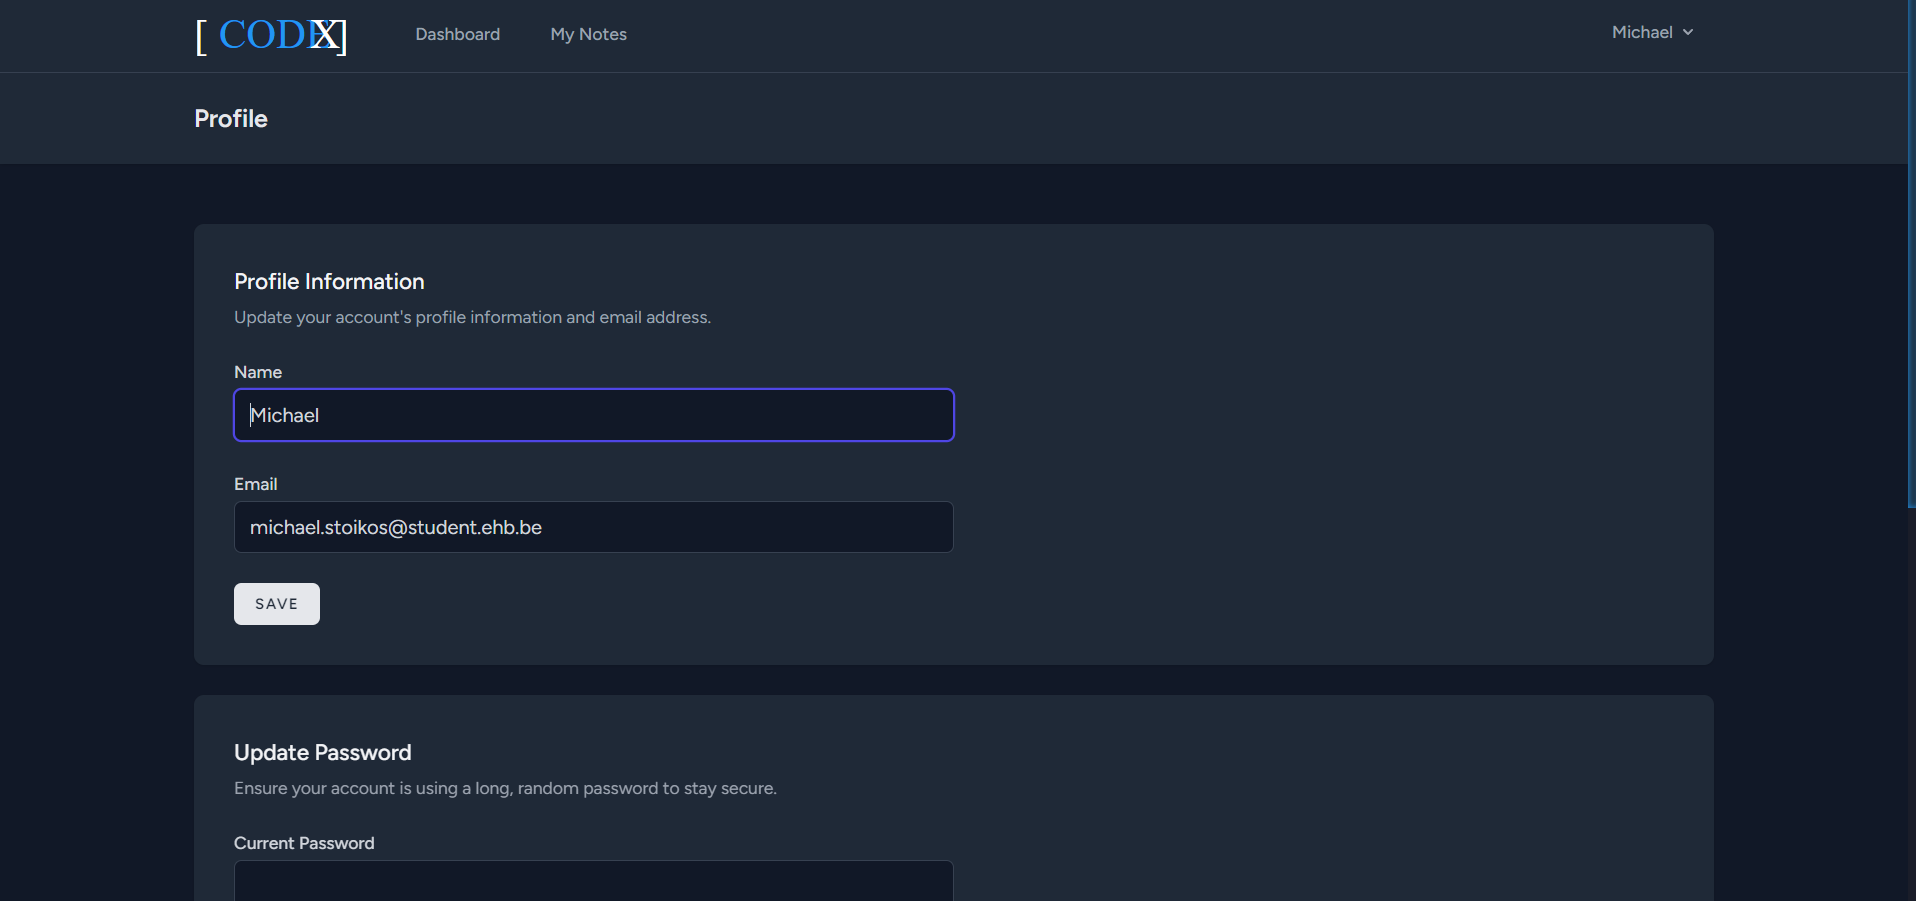 [ CODEX]
Dashboard
My Notes
Michael
Profile
Profile Information
Update your account's profile information and email address.
Name
Michael
Email
michael.stoikos@student.ehb.be
SAVE
Update Password
Ensure your account is using a long, random password to stay secure.
Current Password